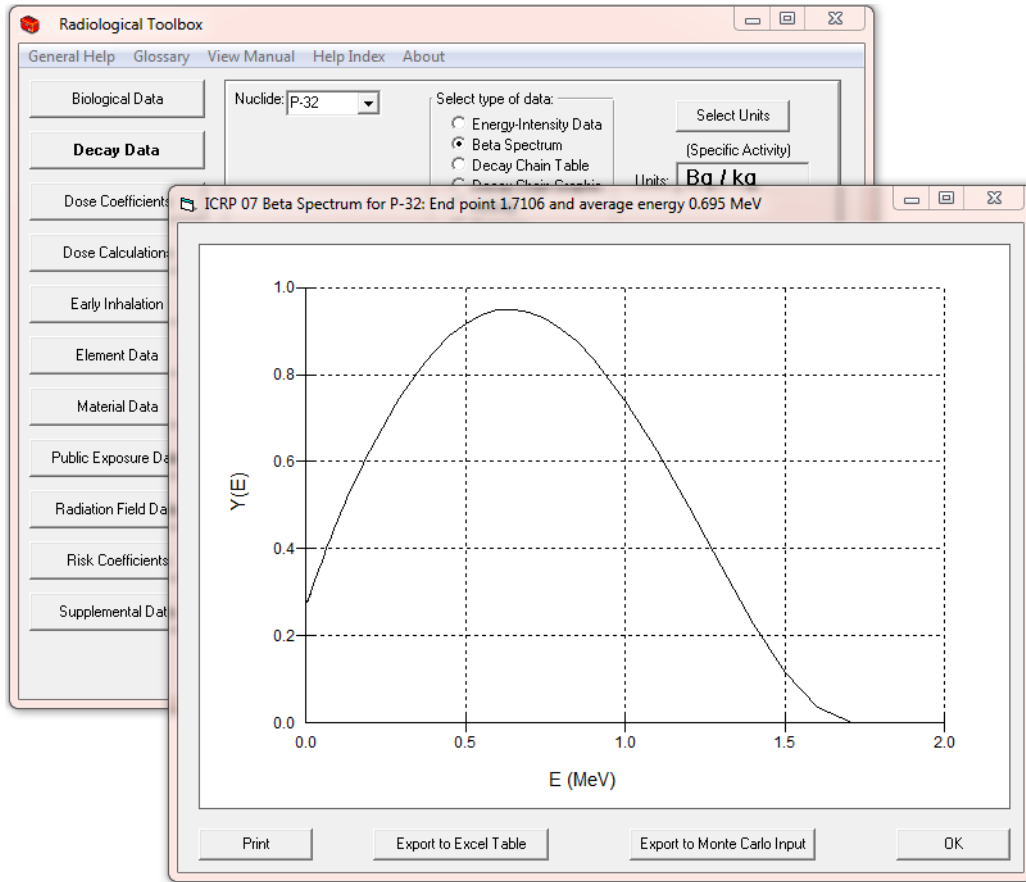 Radiological Toolbox
General Help Glossary View Manual Help Index About
Biological Data
Decay Data
Dose Coefficients
Dose Calculation
Early Inhalation
Element Data
Material Data
Public Exposure Da
Radiation Field Da
Risk Coefficients
Supplemental Dat
Nuclide: P-32
Select type of data:
Energy-Intensity Data
Beta Spectrum
Decay Chain Table
Decay Chain Graphic
Select Units
(Specific Activity)
Units: Bq / kg
ICRP 07 Beta Spectrum for P-32: End point 1.7106 and average energy 0.695 MeV
Y(E)
1.0
0.8
0.6
0.4
0.2
0.0
0.0 0.5 1.0 1.5 2.0
E (MeV)
Print Export to Excel Table Export to Monte Carlo Input OK